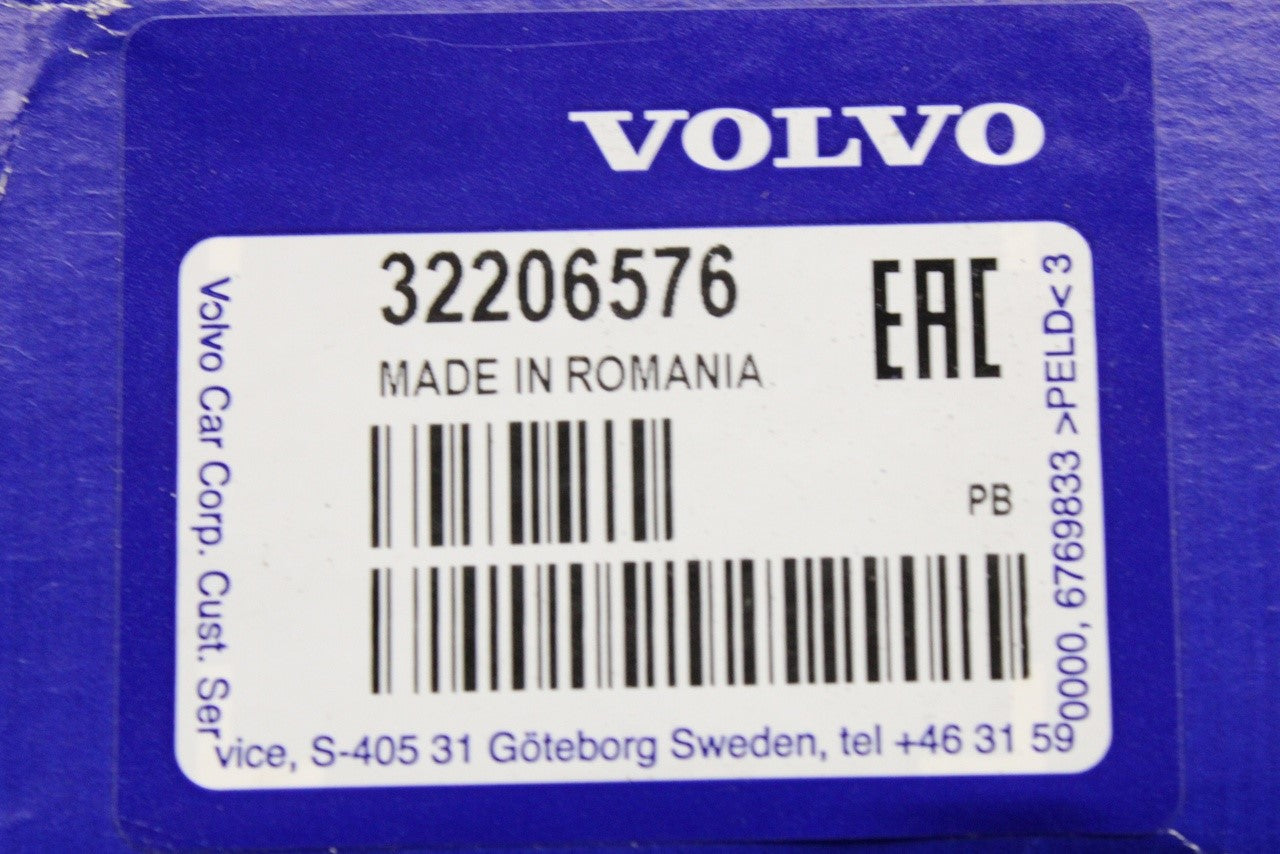 VOLVO
32206576
EAC
MADE IN ROMANIA
PB
Volvo Car Corp. Cust. Service, S-405 31 Göteborg Sweden, tel +46 31 590000, 6769833 >PELD< 3